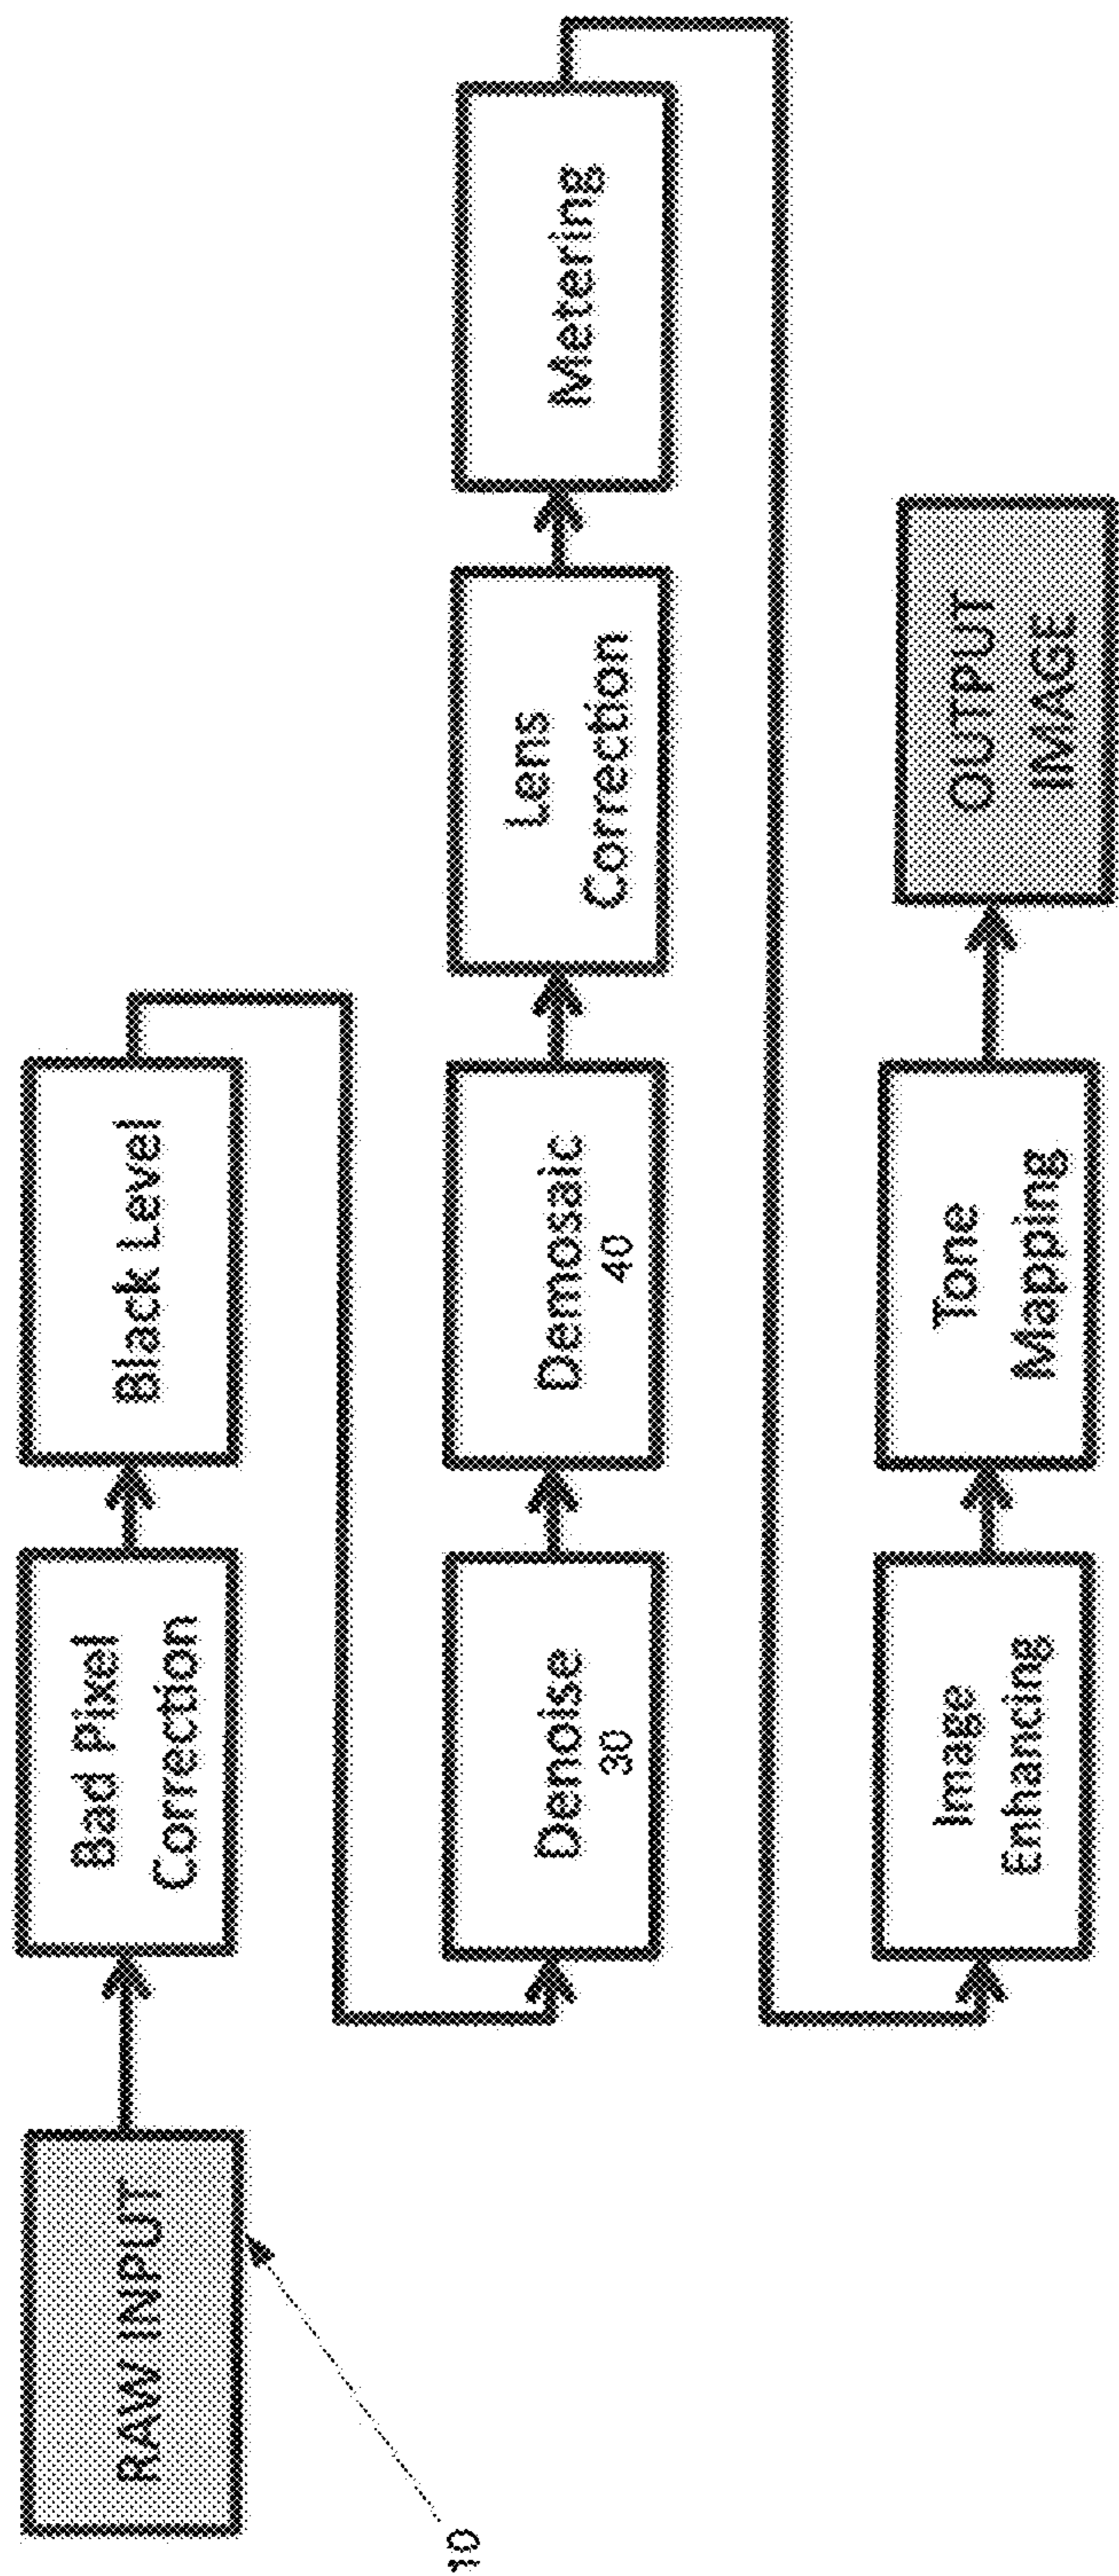 RAW INPUT
Bad Pixel
Correction
Black Level
Denoise
30
Demosaic
40
Lens
Correction
Metering
Image
Enhancing
Tone
Mapping
OUTPUT
IMAGE
10